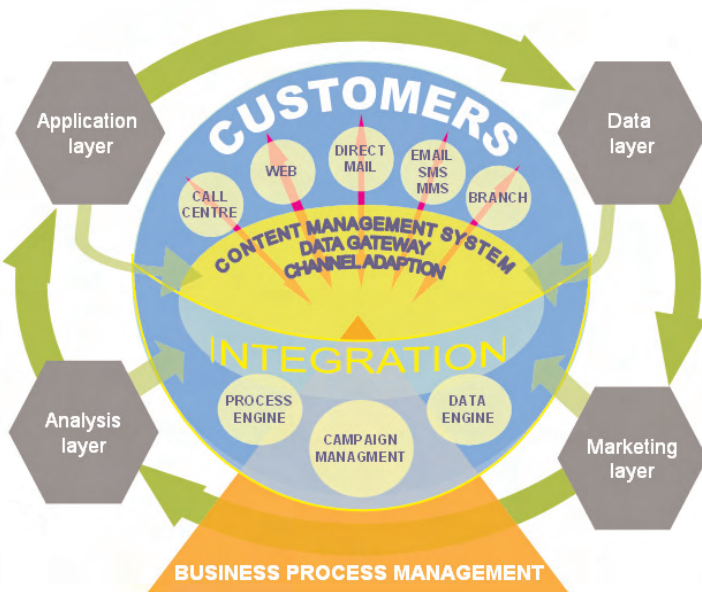 CUSTOMERS
Application
layer
Data
layer
CALL
CENTRE
WEB
DIRECT
MAIL
EMAIL
SMS
MMS
BRANCH
CONTENT MANAGEMENT SYSTEM
DATA GATEWAY
CHANNEL ADAPTION
INTEGRATION
PROCESS
ENGINE
DATA
ENGINE
CAMPAIGN
MANAGMENT
Analysis
layer
Marketing
layer
BUSINESS PROCESS MANAGEMENT